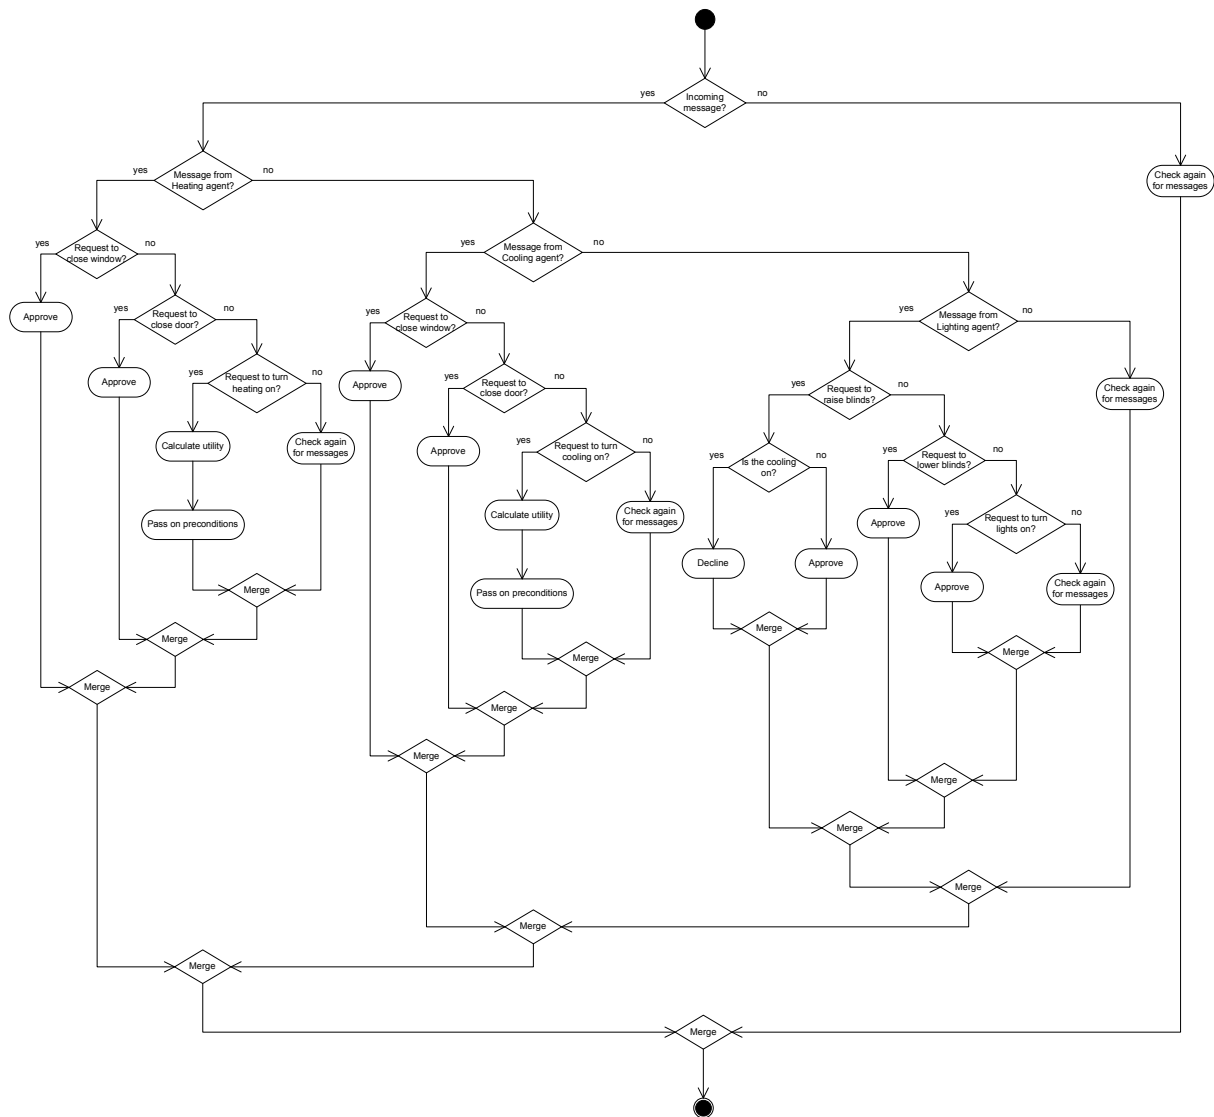 Incoming
message?
yes
no
Message from
Heating agent?
yes
no
Check again
for messages
Request to
close window?
yes
no
Message from
Cooling agent?
yes
no
Approve
Request to
close door?
yes
no
Request to
close window?
yes
no
Message from
Lighting agent?
yes
no
Approve
Request to turn
heating on?
yes
no
Approve
Request to
close door?
yes
no
Request to
raise blinds?
yes
no
Check again
for messages
Calculate utility
Check again
for messages
Approve
Request to turn
cooling on?
yes
no
Is the cooling
on?
yes
no
Request to
lower blinds?
yes
no
Pass on preconditions
Calculate utility
Check again
for messages
Approve
Request to turn
lights on?
yes
no
Decline
Approve
Merge
Pass on preconditions
Approve
Check again
for messages
Merge
Merge
Merge
Merge
Merge
Merge
Merge
Merge
Merge
Merge
Merge
Merge
Merge
Merge